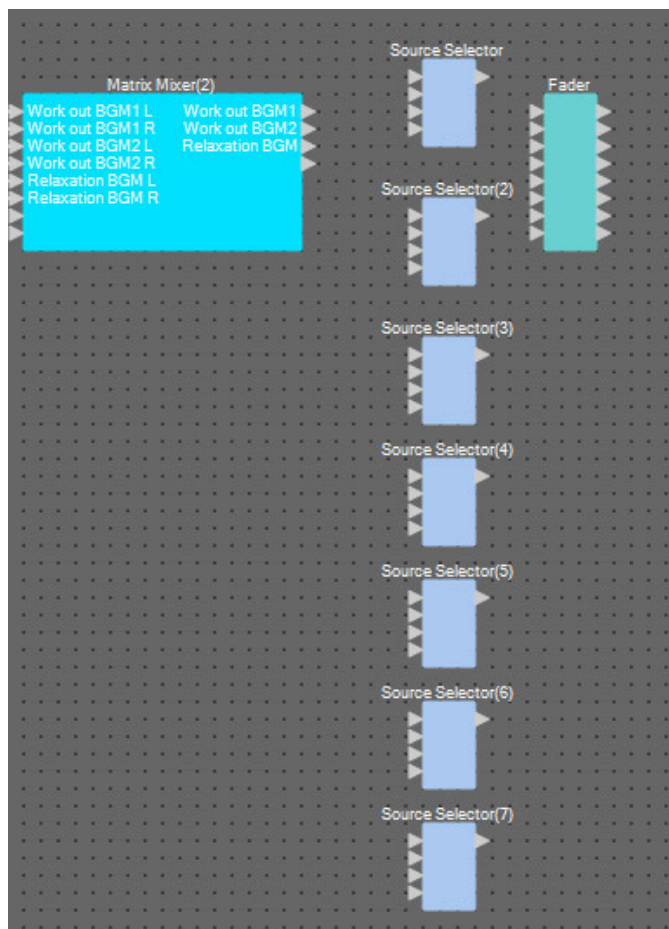 Source Selector
Matrix Mixer(2)
Fader
Work out BGM1 L
Work out BGM1
Work out BGM1 R
Work out BGM2
Work out BGM2 L
Relaxation BGM
Work out BGM2 R
Relaxation BGM L
Relaxation BGM R
Source Selector(2)
Source Selector(3)
Source Selector(4)
Source Selector(5)
Source Selector(6)
Source Selector(7)